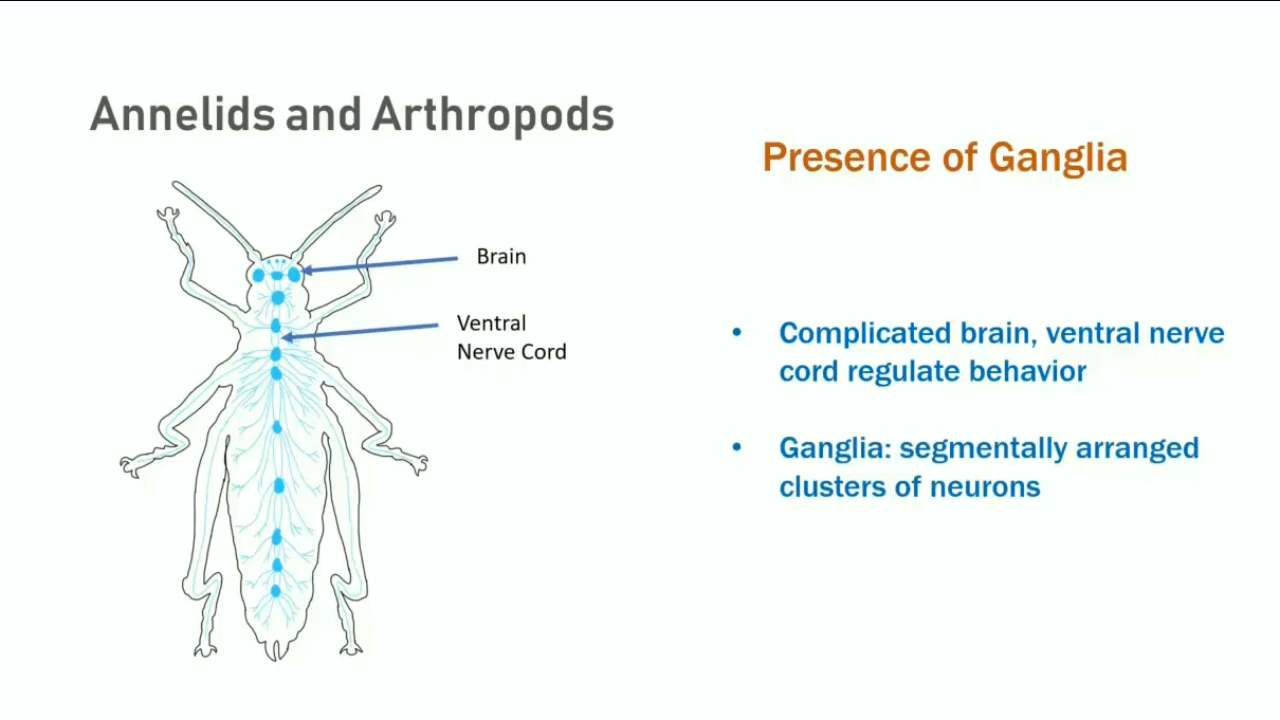 Annelids and Arthropods
Presence of Ganglia
Brain
Ventral
Nerve Cord
• Complicated brain, ventral nerve
cord regulate behavior
• Ganglia: segmentally arranged
clusters of neurons